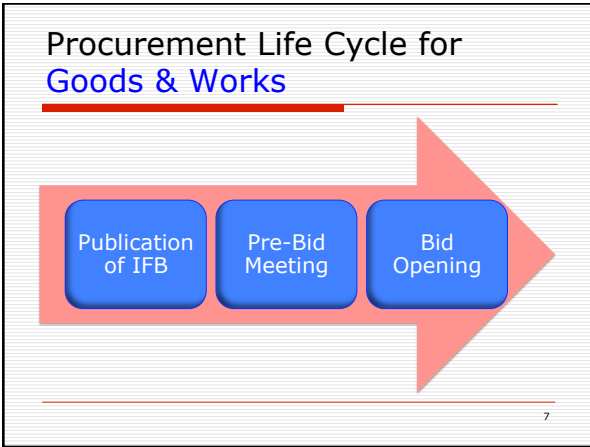 Procurement Life Cycle for
Goods & Works
Publication
of IFB
Pre-Bid
Meeting
Bid
Opening
7